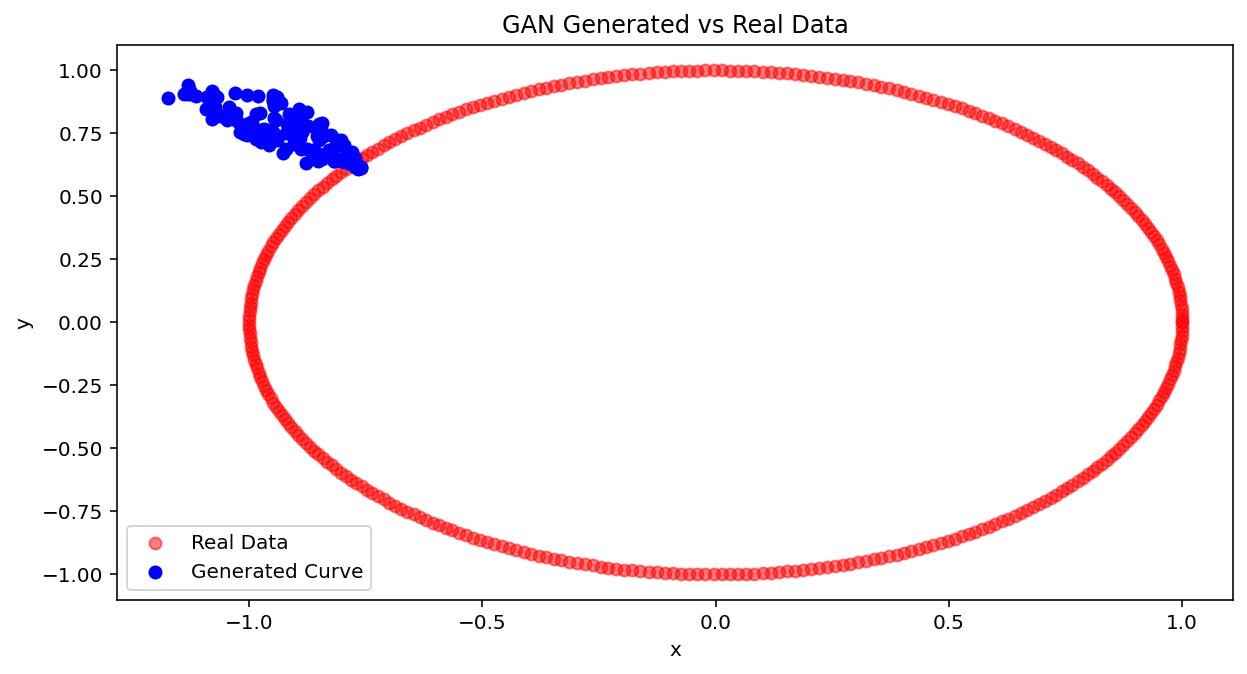 GAN Generated vs Real Data
1.00
0.75
0.50
0.25
0.00
−0.25
−0.50
−0.75
−1.00
y
Real Data
Generated Curve
−1.0 −0.5 0.0 0.5 1.0
x